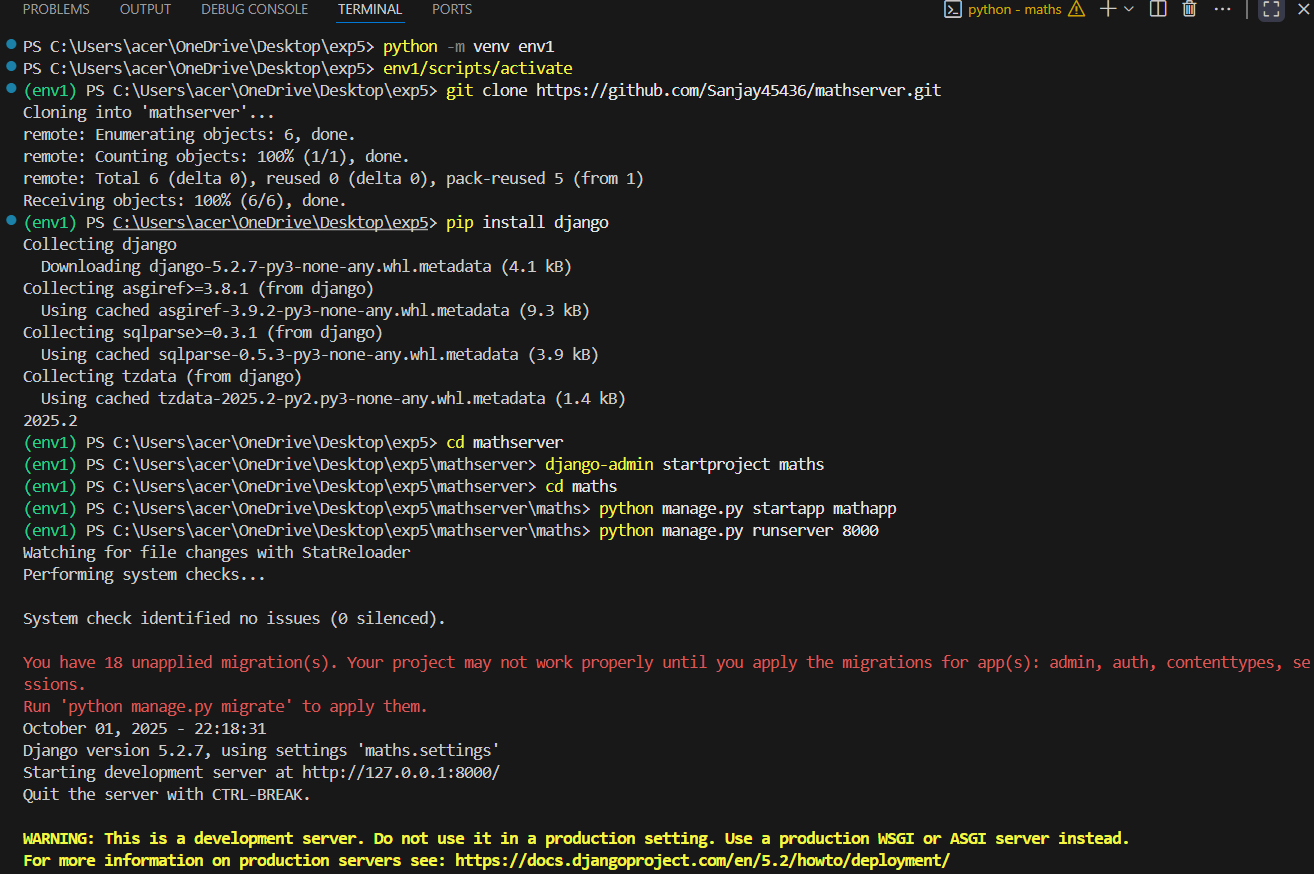 PROBLEMS OUTPUT DEBUG CONSOLE TERMINAL PORTS python - maths
PS C:\Users\acer\OneDrive\Desktop\exp5> python -m venv env1
PS C:\Users\acer\OneDrive\Desktop\exp5> env1/scripts/activate
(env1) PS C:\Users\acer\OneDrive\Desktop\exp5> git clone https://github.com/Sanjay45436/mathserver.git
Cloning into 'mathserver'...
remote: Enumerating objects: 6, done.
remote: Counting objects: 100% (1/1), done.
remote: Total 6 (delta 0), reused 0 (delta 0), pack-reused 5 (from 1)
Receiving objects: 100% (6/6), done.
(env1) PS C:\Users\acer\OneDrive\Desktop\exp5> pip install django
Collecting django
  Downloading django-5.2.7-py3-none-any.whl.metadata (4.1 kB)
Collecting asgiref>=3.8.1 (from django)
  Using cached asgiref-3.9.2-py3-none-any.whl.metadata (9.3 kB)
Collecting sqlparse>=0.3.1 (from django)
  Using cached sqlparse-0.5.3-py3-none-any.whl.metadata (3.9 kB)
Collecting tzdata (from django)
  Using cached tzdata-2025.2-py2.py3-none-any.whl.metadata (1.4 kB)
2025.2
(env1) PS C:\Users\acer\OneDrive\Desktop\exp5> cd mathserver
(env1) PS C:\Users\acer\OneDrive\Desktop\exp5\mathserver> django-admin startproject maths
(env1) PS C:\Users\acer\OneDrive\Desktop\exp5\mathserver> cd maths
(env1) PS C:\Users\acer\OneDrive\Desktop\exp5\mathserver\maths> python manage.py startapp mathapp
(env1) PS C:\Users\acer\OneDrive\Desktop\exp5\mathserver\maths> python manage.py runserver 8000
Watching for file changes with StatReloader
Performing system checks...
System check identified no issues (0 silenced).
You have 18 unapplied migration(s). Your project may not work properly until you apply the migrations for app(s): admin, auth, contenttypes, se
ssions.
Run 'python manage.py migrate' to apply them.
October 01, 2025 - 22:18:31
Django version 5.2.7, using settings 'maths.settings'
Starting development server at http://127.0.0.1:8000/
Quit the server with CTRL-BREAK.
WARNING: This is a development server. Do not use it in a production setting. Use a production WSGI or ASGI server instead.
For more information on production servers see: https://docs.djangoproject.com/en/5.2/howto/deployment/